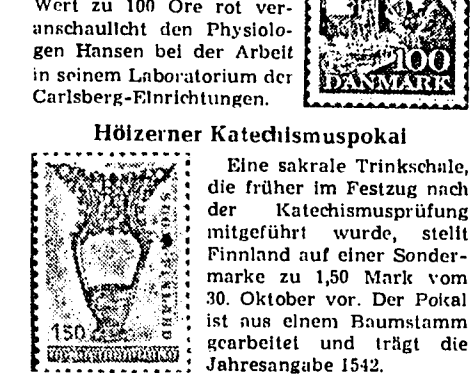 Wert zu 100 Ore rot ver-
anschaulicht den Physiolo-
gen Hansen bei der Arbeit
in seinem Laboratorium der
Carlsberg-Einrichtungen.
100
DANMARK
Hölzerner Katechismuspokal
Eine sakrale Trinkschale,
die früher im Festzug nach
der Katechismusprüfung
mitgeführt wurde, stellt
Finnland auf einer Sonder-
marke zu 1,50 Mark vom
30. Oktober vor. Der Pokal
ist aus einem Baumstamm
gearbeitet und trägt die
Jahresangabe 1542.
SUOMI-FINLAND
150